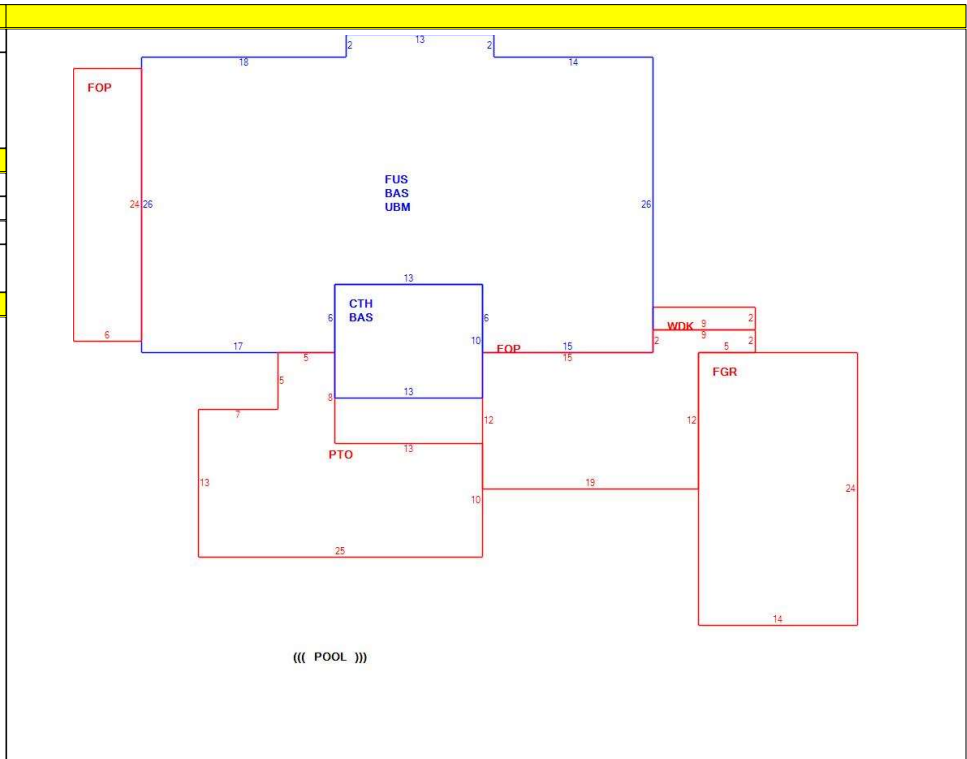 13
2 2
18 14
FOP
FUS
BAS
UBM
24 26 26
13
CTH
BAS
6 6
2
WDK 9
9
2 2
6
17 10 FOP 15
5 15 5
FGR
5
8 13
7 12 12
13
PTO
13 19 24
10
25
14
((( POOL )))